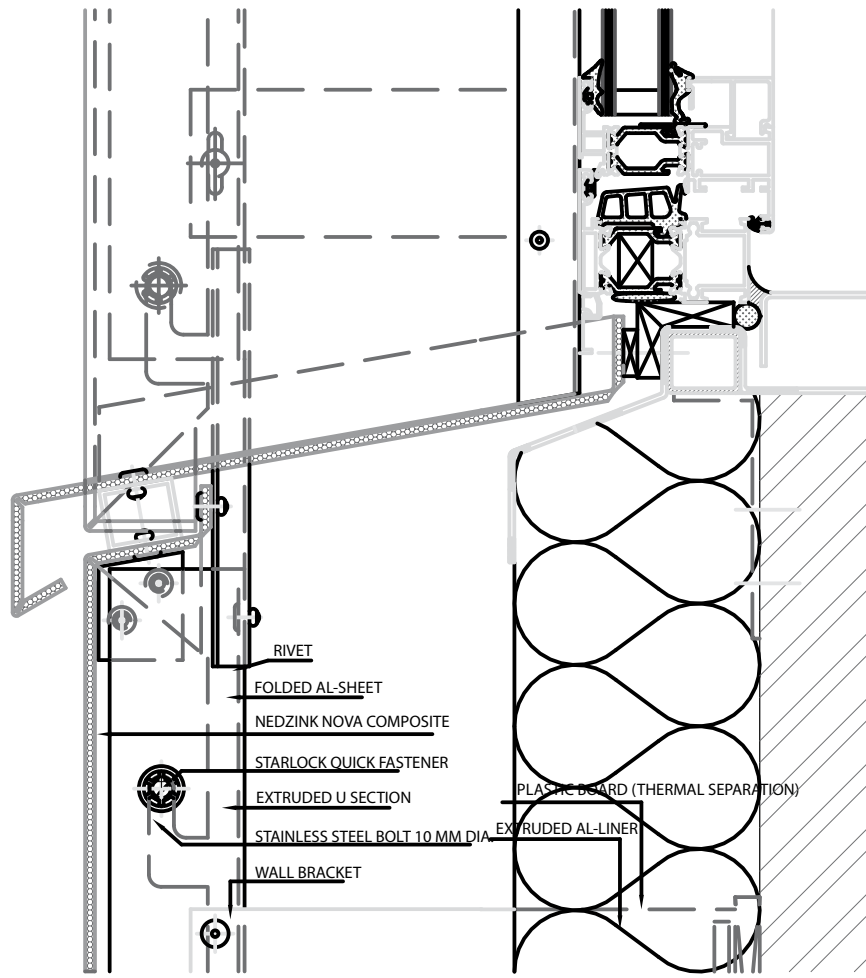 RIVET
FOLDED AL-SHEET
NEDZINK NOVA COMPOSITE
STARLOCK QUICK FASTENER
PLASTIC BOARD (THERMAL SEPARATION)
EXTRUDED U SECTION
EXTRUDED AL-LINER
STAINLESS STEEL BOLT 10 MM DIA.
WALL BRACKET